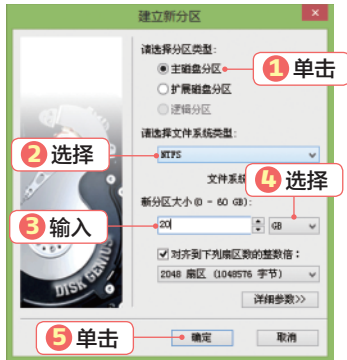 建立新分区
请选择分区类型:
主磁盘分区
1 单击
扩展磁盘分区
逻辑分区
请选择文件系统类型:
2 选择
NTFS
文件系统
4 选择
新分区大小(0 - 60 GB):
3 输入
20
GB
对齐到下列扇区数的整数倍:
2048 扇区 (1048576 字节)
详细参数>>
DISK GENIUS
5 单击
确定
取消